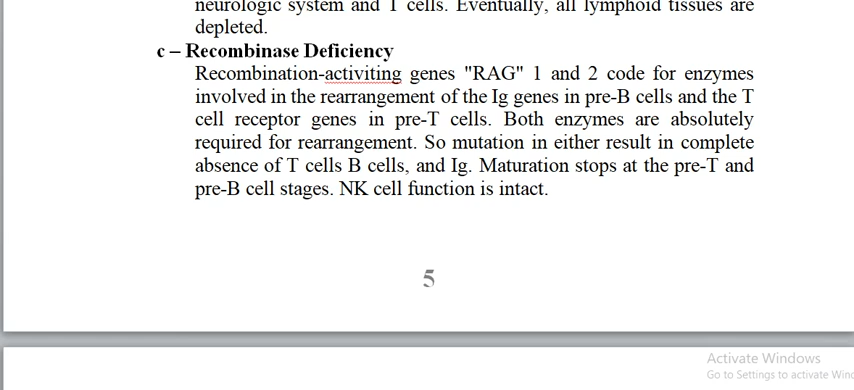 neurologic system and T cells. Eventually, all lymphoid tissues are
depleted.
c – Recombinase Deficiency
Recombination-activiting genes "RAG" 1 and 2 code for enzymes
involved in the rearrangement of the Ig genes in pre-B cells and the T
cell receptor genes in pre-T cells. Both enzymes are absolutely
required for rearrangement. So mutation in either result in complete
absence of T cells B cells, and Ig. Maturation stops at the pre-T and
pre-B cell stages. NK cell function is intact.
5
Activate Windows
Go to Settings to activate Wind